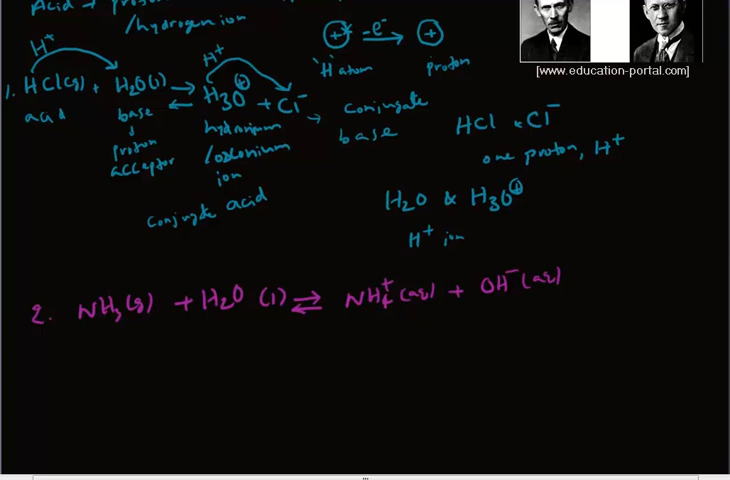 Acid → proton
/hydrogen ion
H⁺
⊕* -e⁻ → ⊕
'H' atom proton
[www.education-portal.com]
1. HCl(g) + H₂O(l) ⇌ H₃O⊕ + Cl⁻ → conjugate base
H⁺
acid
base
↓
proton
acceptor
hydronium
/oxonium
ion
conjugate acid
HCl & Cl⁻
one proton, H⁺
H₂O & H₃O⊕
H⁺ ion
2. NH₃(g) + H₂O (l) ⇌ NH₄⁺(aq) + OH⁻(aq)